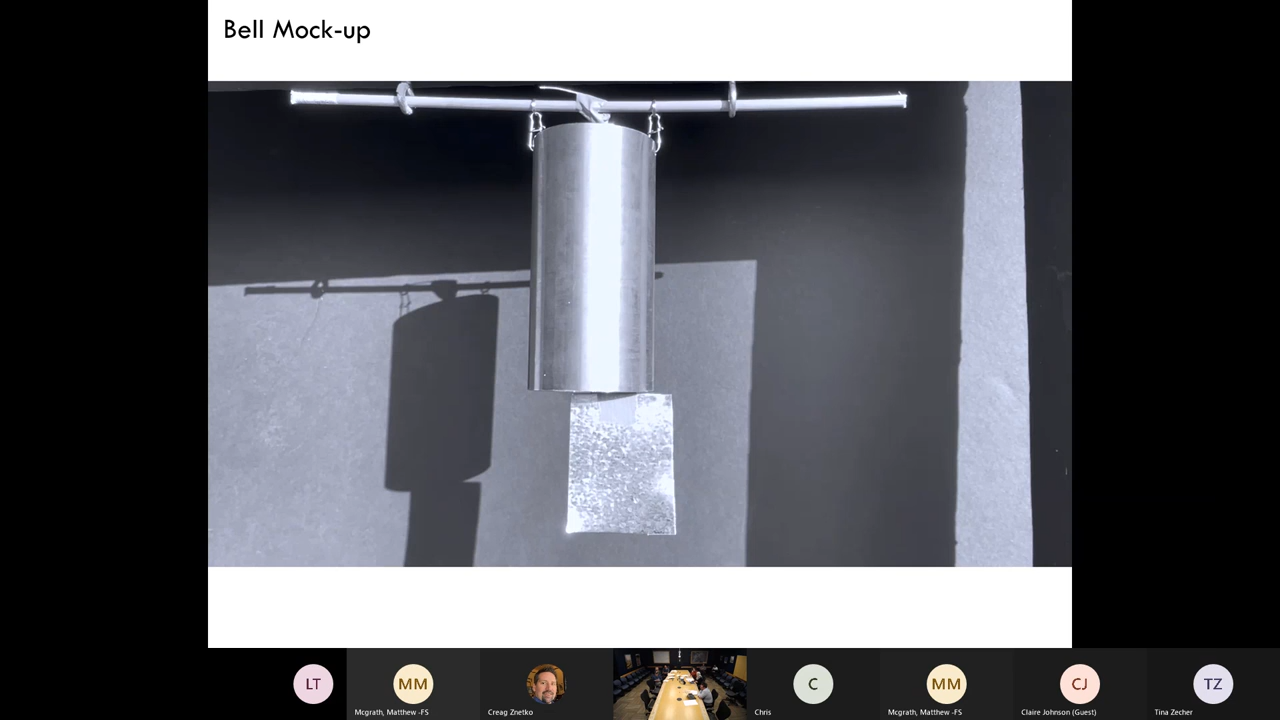 Bell Mock-up
LT
MM
MM
C
CJ
TZ
Mcgrath, Matthew -FS
Creag Znetko
Chris
Mcgrath, Matthew -FS
Claire Johnson (Guest)
Tina Zecher